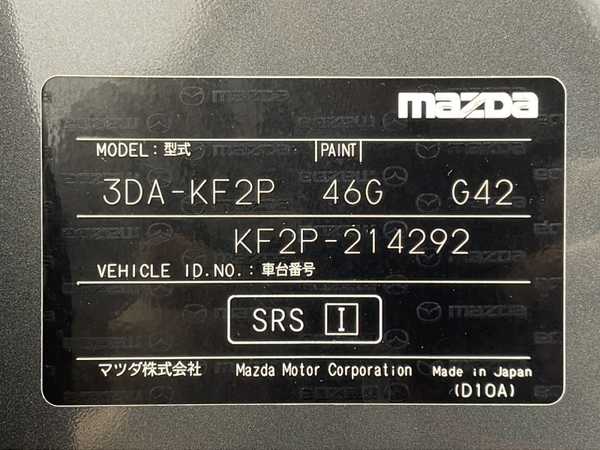 mazda
MODEL: 型式 PAINT
3DA-KF2P 46G G42
KF2P-214292
VEHICLE ID.NO.: 車台番号
SRS I
マツダ株式会社 Mazda Motor Corporation Made in Japan
(D10A)